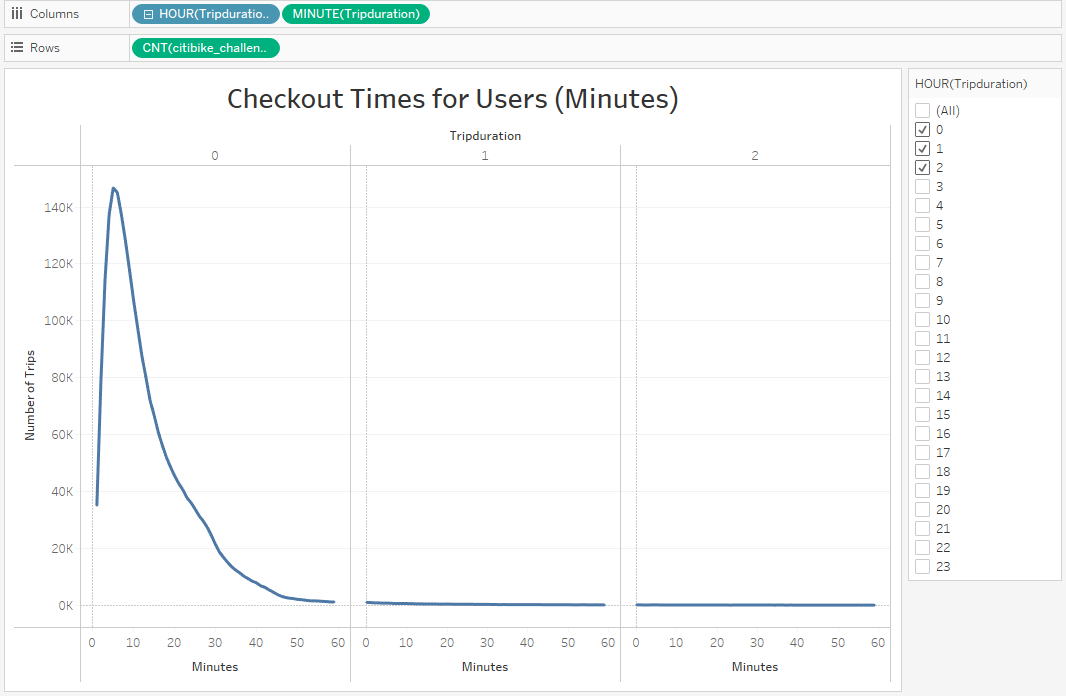 Columns HOUR(Tripduratio.. MINUTE(Tripduration)
Rows CNT(citibike_challen..
Checkout Times for Users (Minutes)
Tripduration
0 1 2
Number of Trips
140K
120K
100K
80K
60K
40K
20K
0K
0 10 20 30 40 50 60 0 10 20 30 40 50 60 0 10 20 30 40 50 60
Minutes Minutes Minutes
HOUR(Tripduration)
(All)
0
1
2
3
4
5
6
7
8
9
10
11
12
13
14
15
16
17
18
19
20
21
22
23